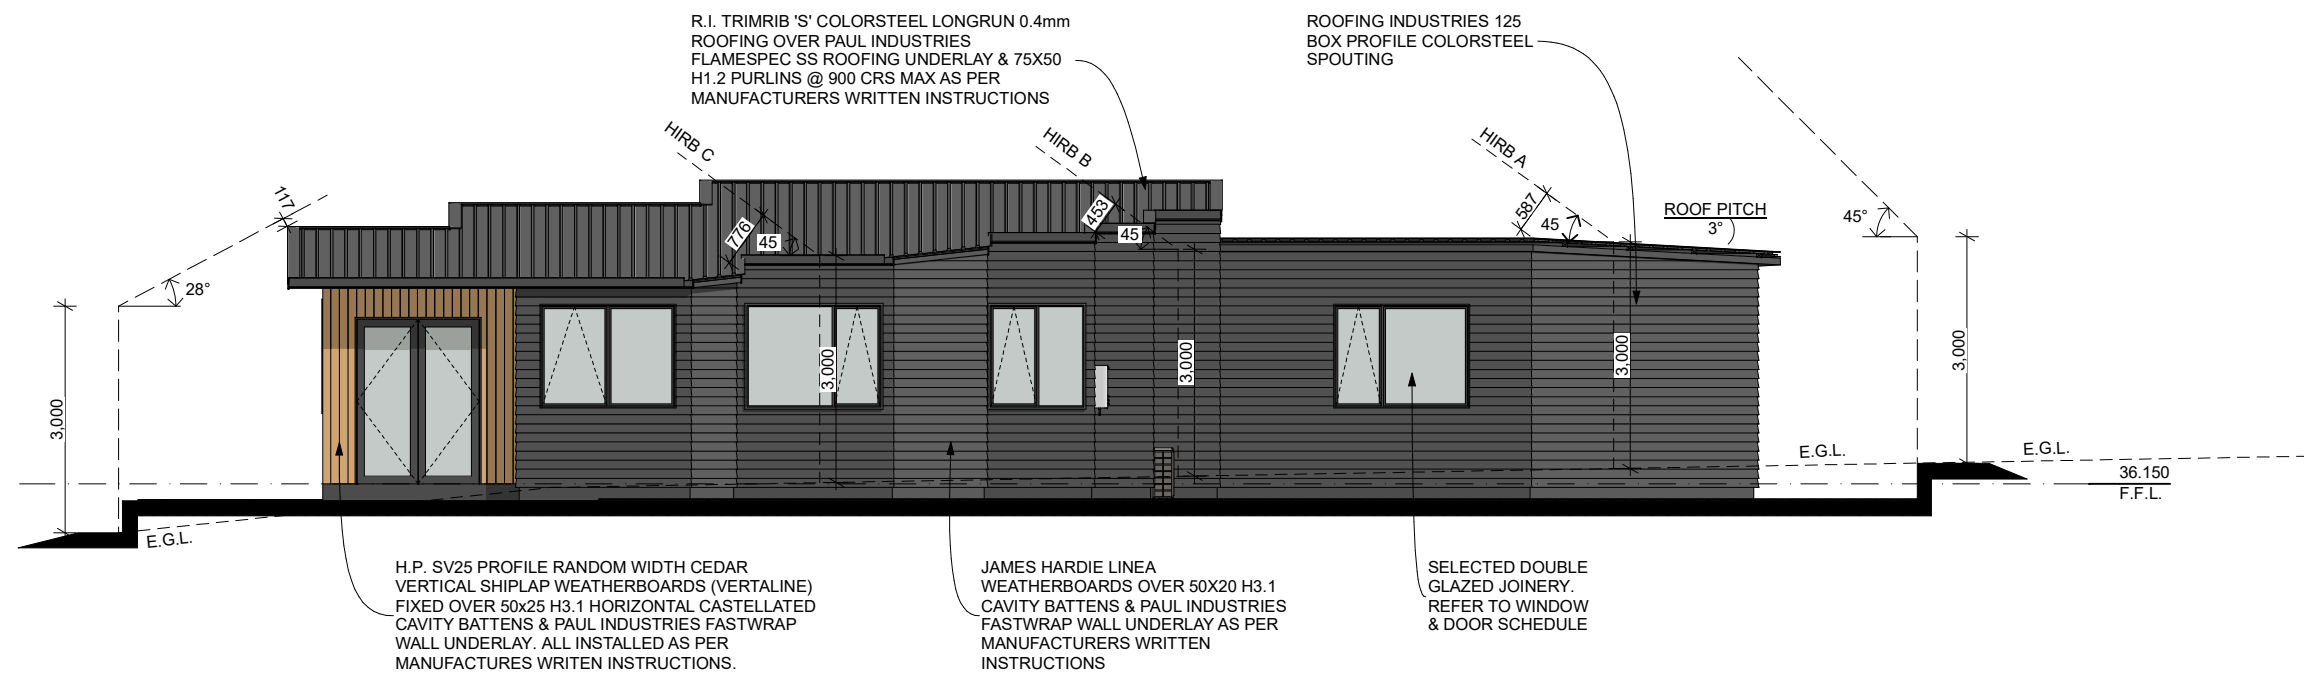 R.I. TRIMRIB 'S' COLORSTEEL LONGRUN 0.4mm
ROOFING OVER PAUL INDUSTRIES
FLAMESPEC SS ROOFING UNDERLAY & 75X50
H1.2 PURLINS @ 900 CRS MAX AS PER
MANUFACTURERS WRITTEN INSTRUCTIONS
ROOFING INDUSTRIES 125
BOX PROFILE COLORSTEEL
SPOUTING
HIRB C
HIRB B
HIRB A
117
776
45
453
45
587
45
ROOF PITCH
3°
45°
28°
3,000
3,000
3,000
3,000
3,000
E.G.L.
E.G.L.
36.150
F.F.L.
E.G.L.
H.P. SV25 PROFILE RANDOM WIDTH CEDAR
VERTICAL SHIPLAP WEATHERBOARDS (VERTALINE)
FIXED OVER 50x25 H3.1 HORIZONTAL CASTELLATED
CAVITY BATTENS & PAUL INDUSTRIES FASTWRAP
WALL UNDERLAY. ALL INSTALLED AS PER
MANUFACTURES WRITEN INSTRUCTIONS.
JAMES HARDIE LINEA
WEATHERBOARDS OVER 50X20 H3.1
CAVITY BATTENS & PAUL INDUSTRIES
FASTWRAP WALL UNDERLAY AS PER
MANUFACTURERS WRITTEN
INSTRUCTIONS
SELECTED DOUBLE
GLAZED JOINERY.
REFER TO WINDOW
& DOOR SCHEDULE